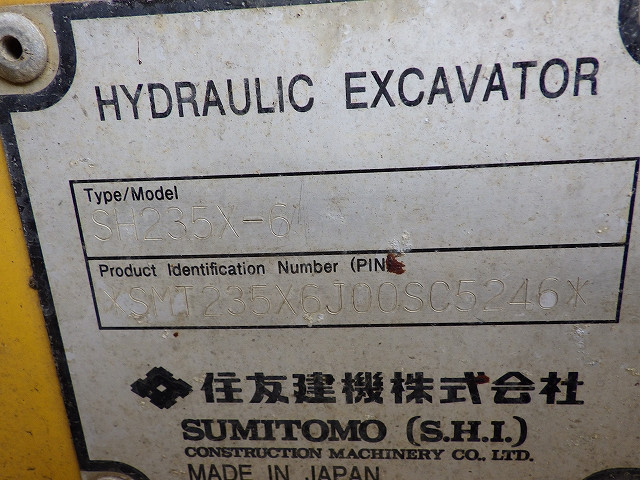 HYDRAULIC EXCAVATOR
Type/Model
SH235X-6
Product Identification Number (PIN
*SMT235X6J00SC5246*
住友建機株式会社
SUMITOMO (S.H.I.)
CONSTRUCTION MACHINERY CO., LTD.
MADE IN JAPAN